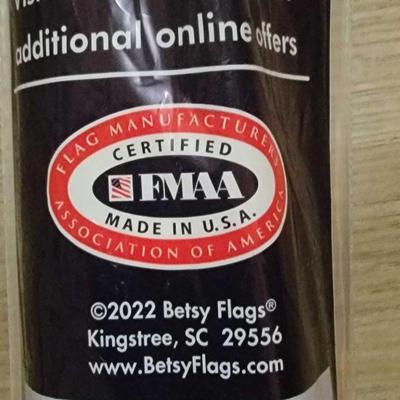 additional online offers
FLAG MANUFACTURERS
CERTIFIED
FMAA
MADE IN U.S.A.
ASSOCIATION OF AMERICA
©2022 Betsy Flags®
Kingstree, SC 29556
www.BetsyFlags.com